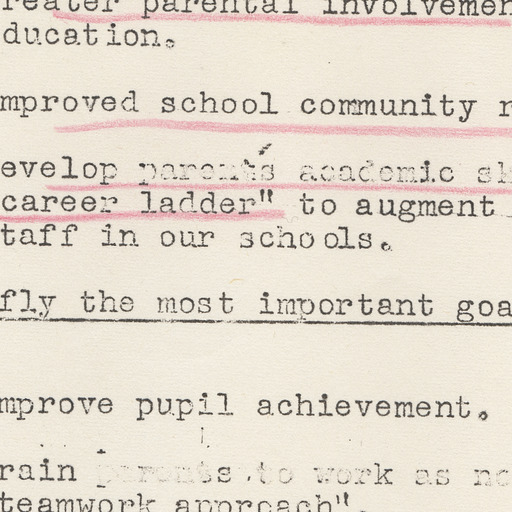 reater parental involvemen
ducation.
mproved school community r
evelop parents academic sk
career ladder" to augment
taff in our schools.
fly the most important goa
mprove pupil achievement.
rain parents to work as no
teamwork approach".